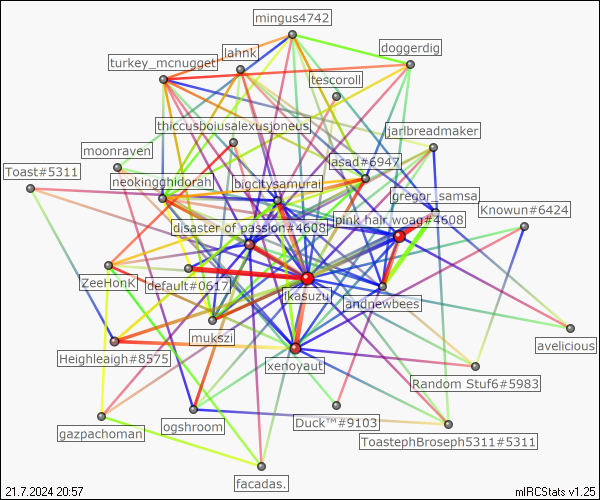 mingus4742
doggerdig
lahnk
turkey_mcnugget
tescoroll
thiccusboiusalexusjoneus
jarlbreadmaker
moonraven
asad#6947
Toast#5311
neokingghidorah
bigcitysamurai
gregor_samsa
Knowun#6424
pink hair woag#4608
disaster of passion#4608
ZeeHonk
default#0617
ikasuzu
andnewbees
mukszi
avelicious
Heighleaigh#8575
xenoyaut
Random Stuf6#5983
Duck™#9103
ogshroom
gazpachoman
ToastephBroseph5311#5311
facadas.
21.7.2024 20:57
mIRCStats v1.25